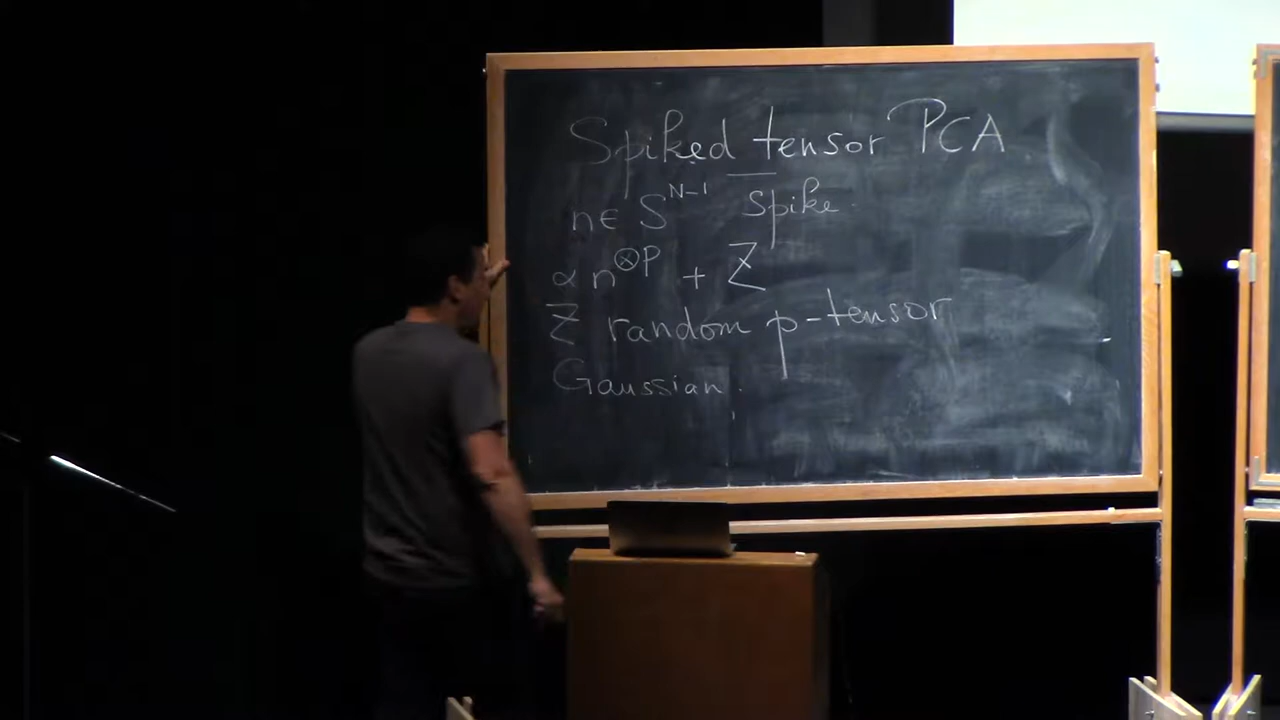 Spiked tensor PCA
n ∈ S^{N-1} spike.
α n^{⊗p} + Z
Z random p-tensor
Gaussian.